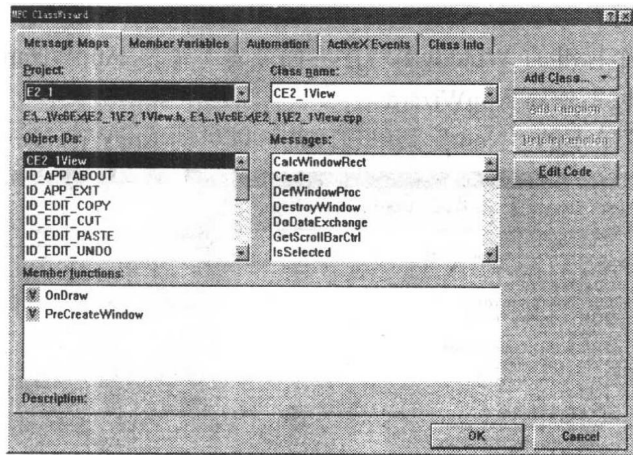 MFC ClassWizard
Message Maps Member Variables Automation ActiveX Events Class Info
Project: Class name:
E2_1 CE2_1View
Add Class...
E:\...\Vc6Ex\E2_1\E2_1View.h, E:\...\Vc6Ex\E2_1\E2_1View.cpp
Add Function
Object IDs: Messages:
Delete Function
CE2_1View CalcWindowRect
ID_APP_ABOUT Create
Edit Code
ID_APP_EXIT DefWindowProc
ID_EDIT_COPY DestroyWindow
ID_EDIT_CUT DoDataExchange
ID_EDIT_PASTE GetScrollBarCtrl
ID_EDIT_UNDO IsSelected
Member functions:
V OnDraw
V PreCreateWindow
Description:
OK Cancel